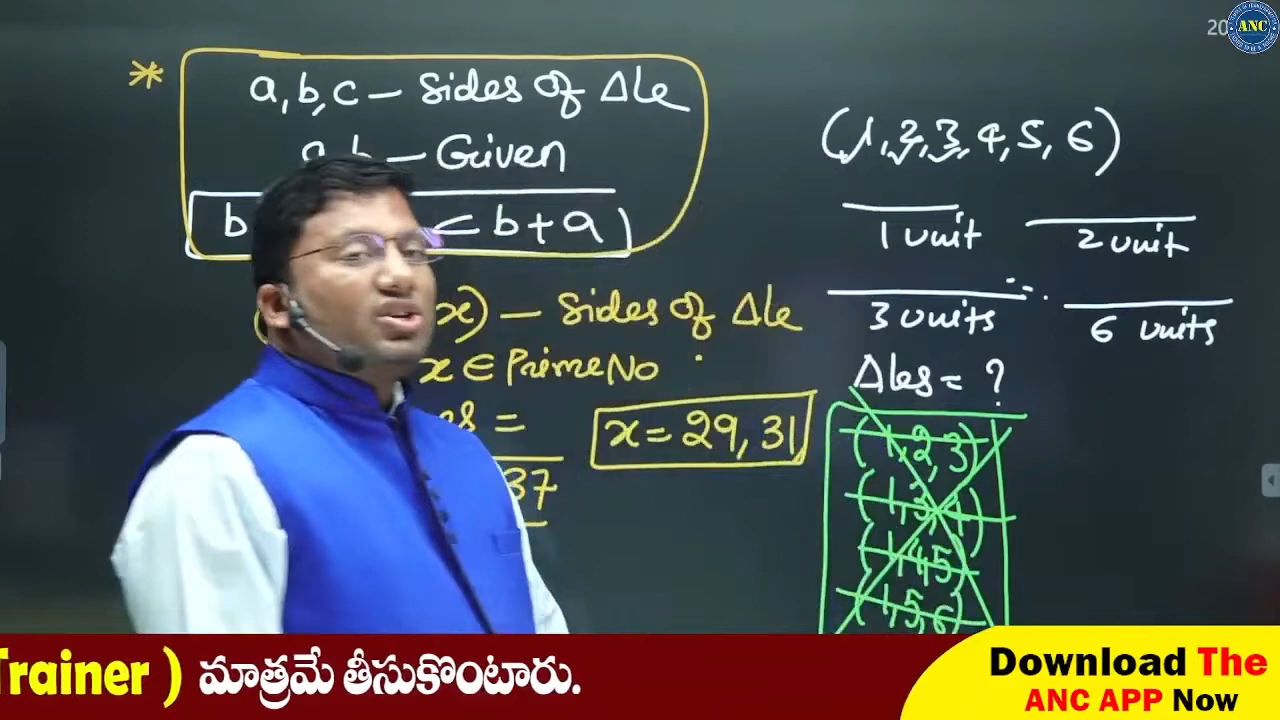 * a, b, c – Sides of Δle
a, b – Given
b < b + a
x) – Sides of Δle
x ∈ Prime No
=
x = 29, 31
37
(1, 2, 3, 4, 5, 6)
1 unit 2 unit
3 units 6 units
Δles = ?
(1, 2, 3)
(1, 3, 4)
(1, 4, 5)
(1, 5, 6)
20
ANC
Trainer ) మాత్రమే తీసుకొంటారు.
Download The
ANC APP Now